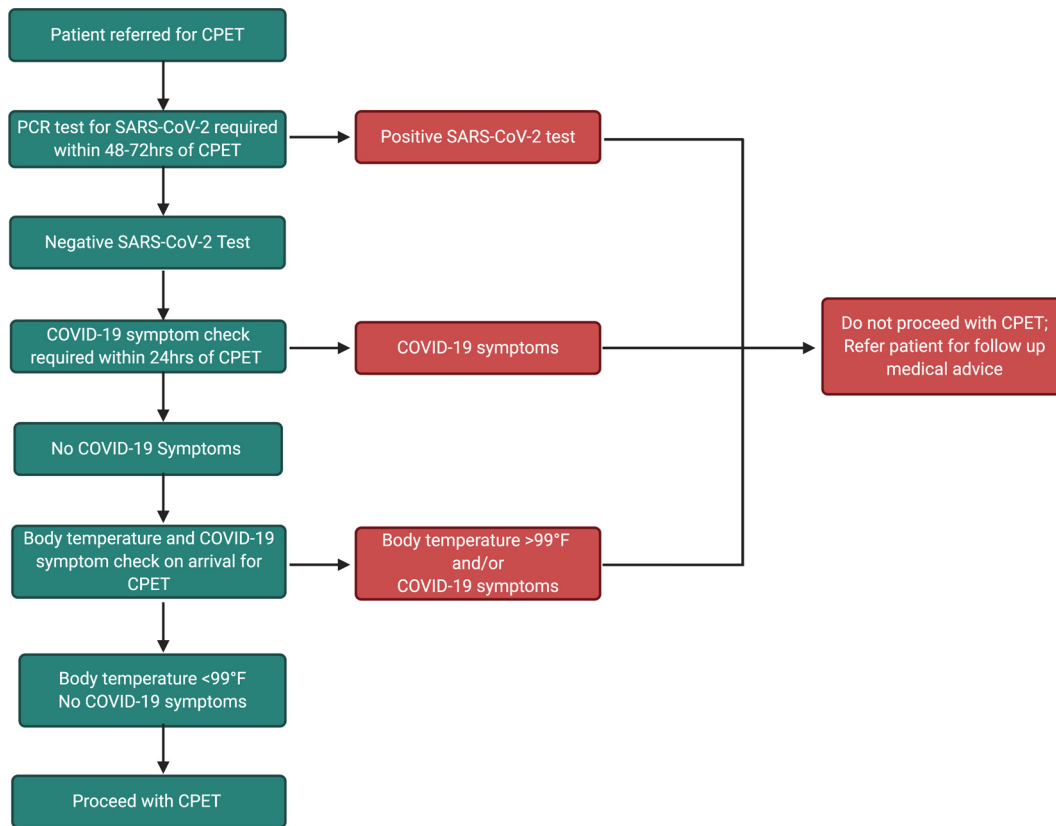 Patient referred for CPET
PCR test for SARS-CoV-2 required
within 48-72hrs of CPET
Positive SARS-CoV-2 test
Negative SARS-CoV-2 Test
COVID-19 symptom check
required within 24hrs of CPET
COVID-19 symptoms
Do not proceed with CPET;
Refer patient for follow up
medical advice
No COVID-19 Symptoms
Body temperature and COVID-19
symptom check on arrival for
CPET
Body temperature >99°F
and/or
COVID-19 symptoms
Body temperature <99°F
No COVID-19 symptoms
Proceed with CPET